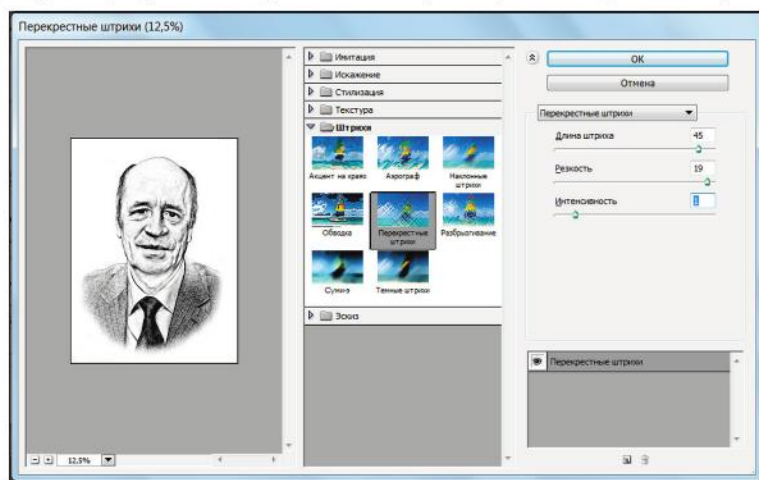 Перекрестные штрихи (12,5%)
Имитация
Искажение
Стилизация
Текстура
Штрихи
Акцент на краях
Аэрограф
Наклонные штрихи
Обводка
Перекрестные штрихи
Разбрызгивание
Суми-э
Темные штрихи
Эскиз
OK
Отмена
Перекрестные штрихи
Длина штриха 45
Резкость 19
Интенсивность 1
Перекрестные штрихи
12,5%